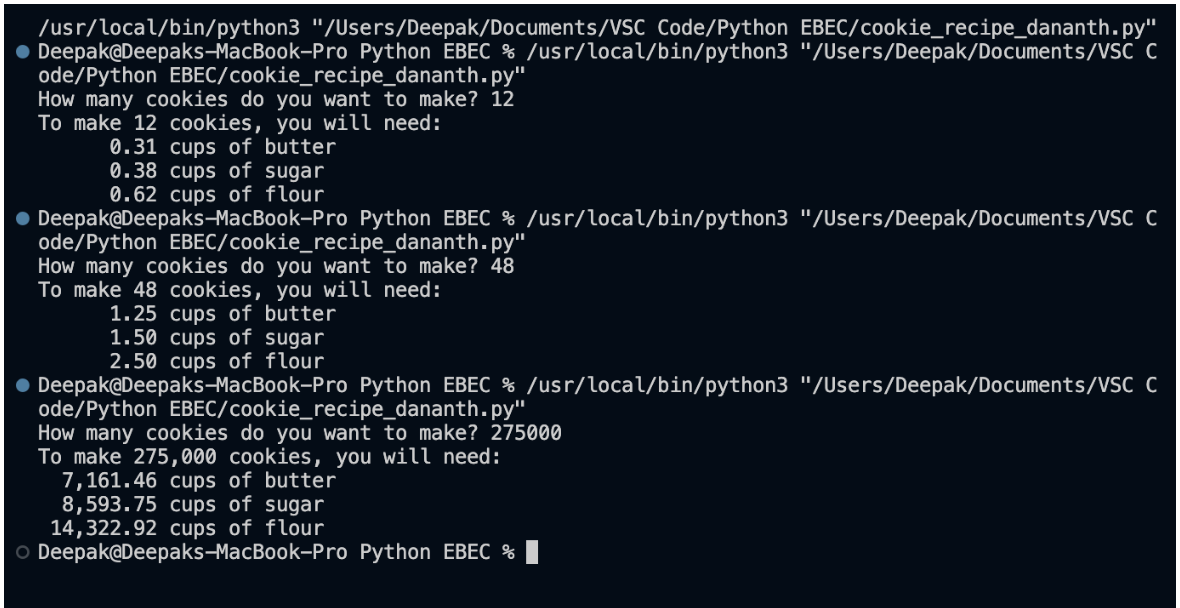 /usr/local/bin/python3 "/Users/Deepak/Documents/VSC Code/Python EBEC/cookie_recipe_dananth.py"
Deepak@Deepaks-MacBook-Pro Python EBEC % /usr/local/bin/python3 "/Users/Deepak/Documents/VSC C
ode/Python EBEC/cookie_recipe_dananth.py"
How many cookies do you want to make? 12
To make 12 cookies, you will need:
      0.31 cups of butter
      0.38 cups of sugar
      0.62 cups of flour
Deepak@Deepaks-MacBook-Pro Python EBEC % /usr/local/bin/python3 "/Users/Deepak/Documents/VSC C
ode/Python EBEC/cookie_recipe_dananth.py"
How many cookies do you want to make? 48
To make 48 cookies, you will need:
      1.25 cups of butter
      1.50 cups of sugar
      2.50 cups of flour
Deepak@Deepaks-MacBook-Pro Python EBEC % /usr/local/bin/python3 "/Users/Deepak/Documents/VSC C
ode/Python EBEC/cookie_recipe_dananth.py"
How many cookies do you want to make? 275000
To make 275,000 cookies, you will need:
  7,161.46 cups of butter
  8,593.75 cups of sugar
 14,322.92 cups of flour
Deepak@Deepaks-MacBook-Pro Python EBEC %